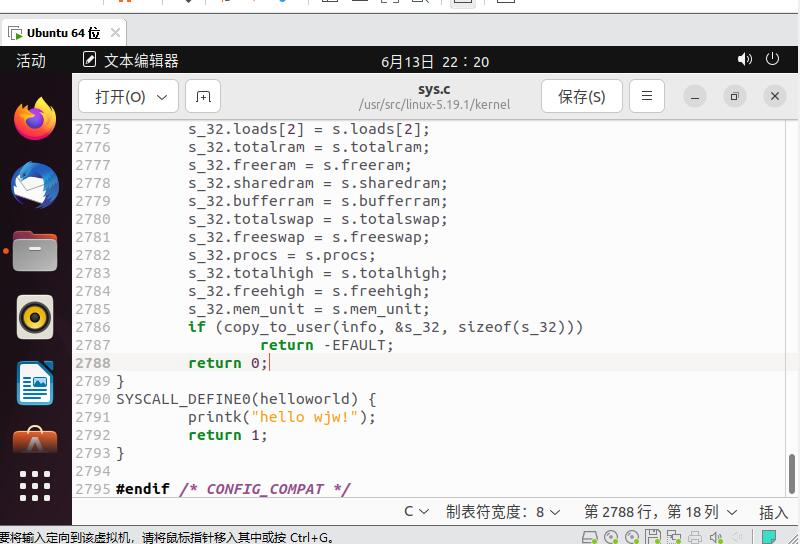 Ubuntu 64 位
活动
文本编辑器
6月13日 22：20
打开(O)
sys.c
/usr/src/linux-5.19.1/kernel
保存(S)
2775 s_32.loads[2] = s.loads[2];
2776 s_32.totalram = s.totalram;
2777 s_32.freeram = s.freeram;
2778 s_32.sharedram = s.sharedram;
2779 s_32.bufferram = s.bufferram;
2780 s_32.totalswap = s.totalswap;
2781 s_32.freeswap = s.freeswap;
2782 s_32.procs = s.procs;
2783 s_32.totalhigh = s.totalhigh;
2784 s_32.freehigh = s.freehigh;
2785 s_32.mem_unit = s.mem_unit;
2786 if (copy_to_user(info, &s_32, sizeof(s_32)))
2787 return -EFAULT;
2788 return 0;
2789 }
2790 SYSCALL_DEFINE0(helloworld) {
2791 printk("hello wjw!");
2792 return 1;
2793 }
2794
2795 #endif /* CONFIG_COMPAT */
C
制表符宽度：8
第 2788 行，第 18 列
插入
要将输入定向到该虚拟机，请将鼠标指针移入其中或按 Ctrl+G。